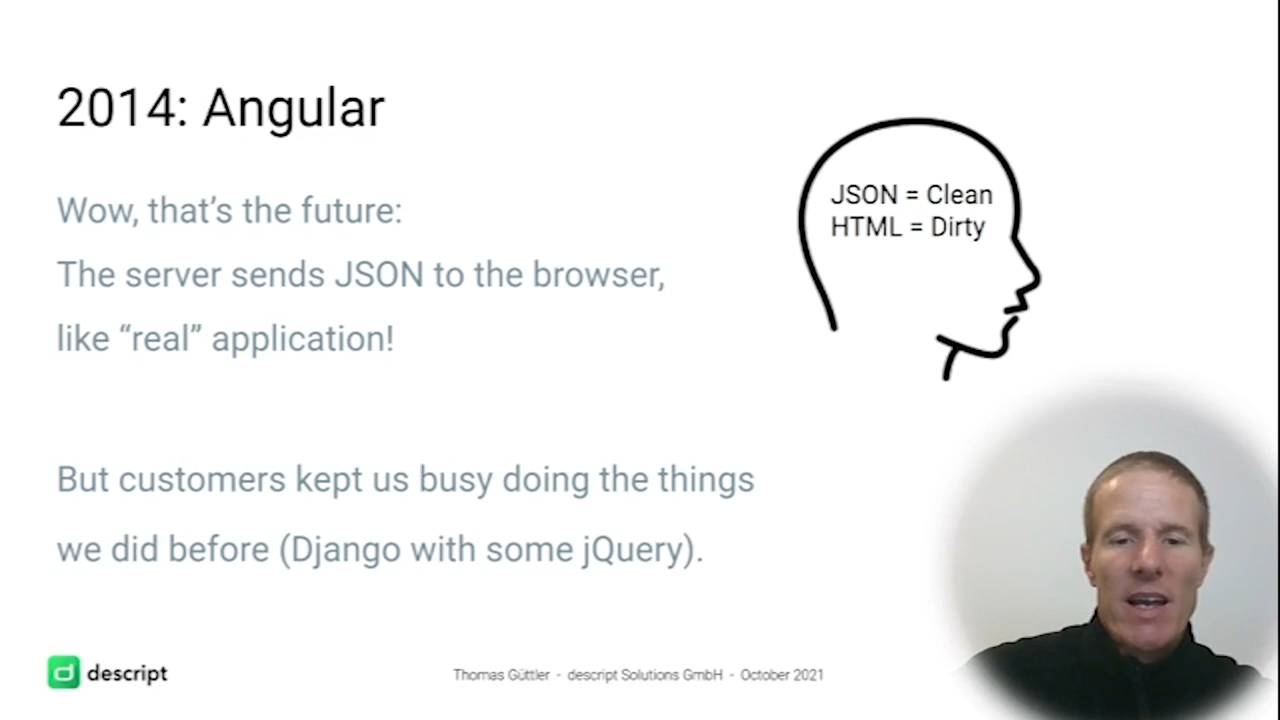 2014: Angular
JSON = Clean
HTML = Dirty
Wow, that’s the future:
The server sends JSON to the browser,
like “real” application!
But customers kept us busy doing the things
we did before (Django with some jQuery).
descript
Thomas Güttler - descript Solutions GmbH - October 2021